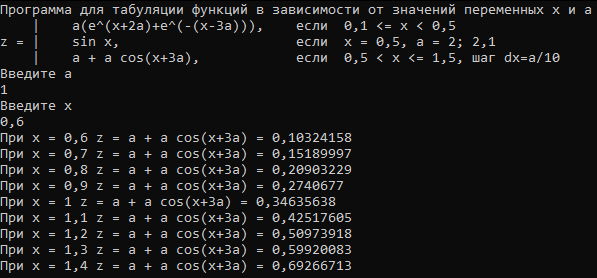 Программа для табуляции функций в зависимости от значений переменных x и a
| a(e^(x+2a)+e^(-(x-3a))), если 0,1 <= x < 0,5
z = | sin x, если x = 0,5, a = 2; 2,1
| a + a cos(x+3a), если 0,5 < x <= 1,5, шаг dx=a/10
Введите a
1
Введите x
0,6
При x = 0,6 z = a + a cos(x+3a) = 0,10324158
При x = 0,7 z = a + a cos(x+3a) = 0,15189997
При x = 0,8 z = a + a cos(x+3a) = 0,20903229
При x = 0,9 z = a + a cos(x+3a) = 0,2740677
При x = 1 z = a + a cos(x+3a) = 0,34635638
При x = 1,1 z = a + a cos(x+3a) = 0,42517605
При x = 1,2 z = a + a cos(x+3a) = 0,50973918
При x = 1,3 z = a + a cos(x+3a) = 0,59920083
При x = 1,4 z = a + a cos(x+3a) = 0,69266713